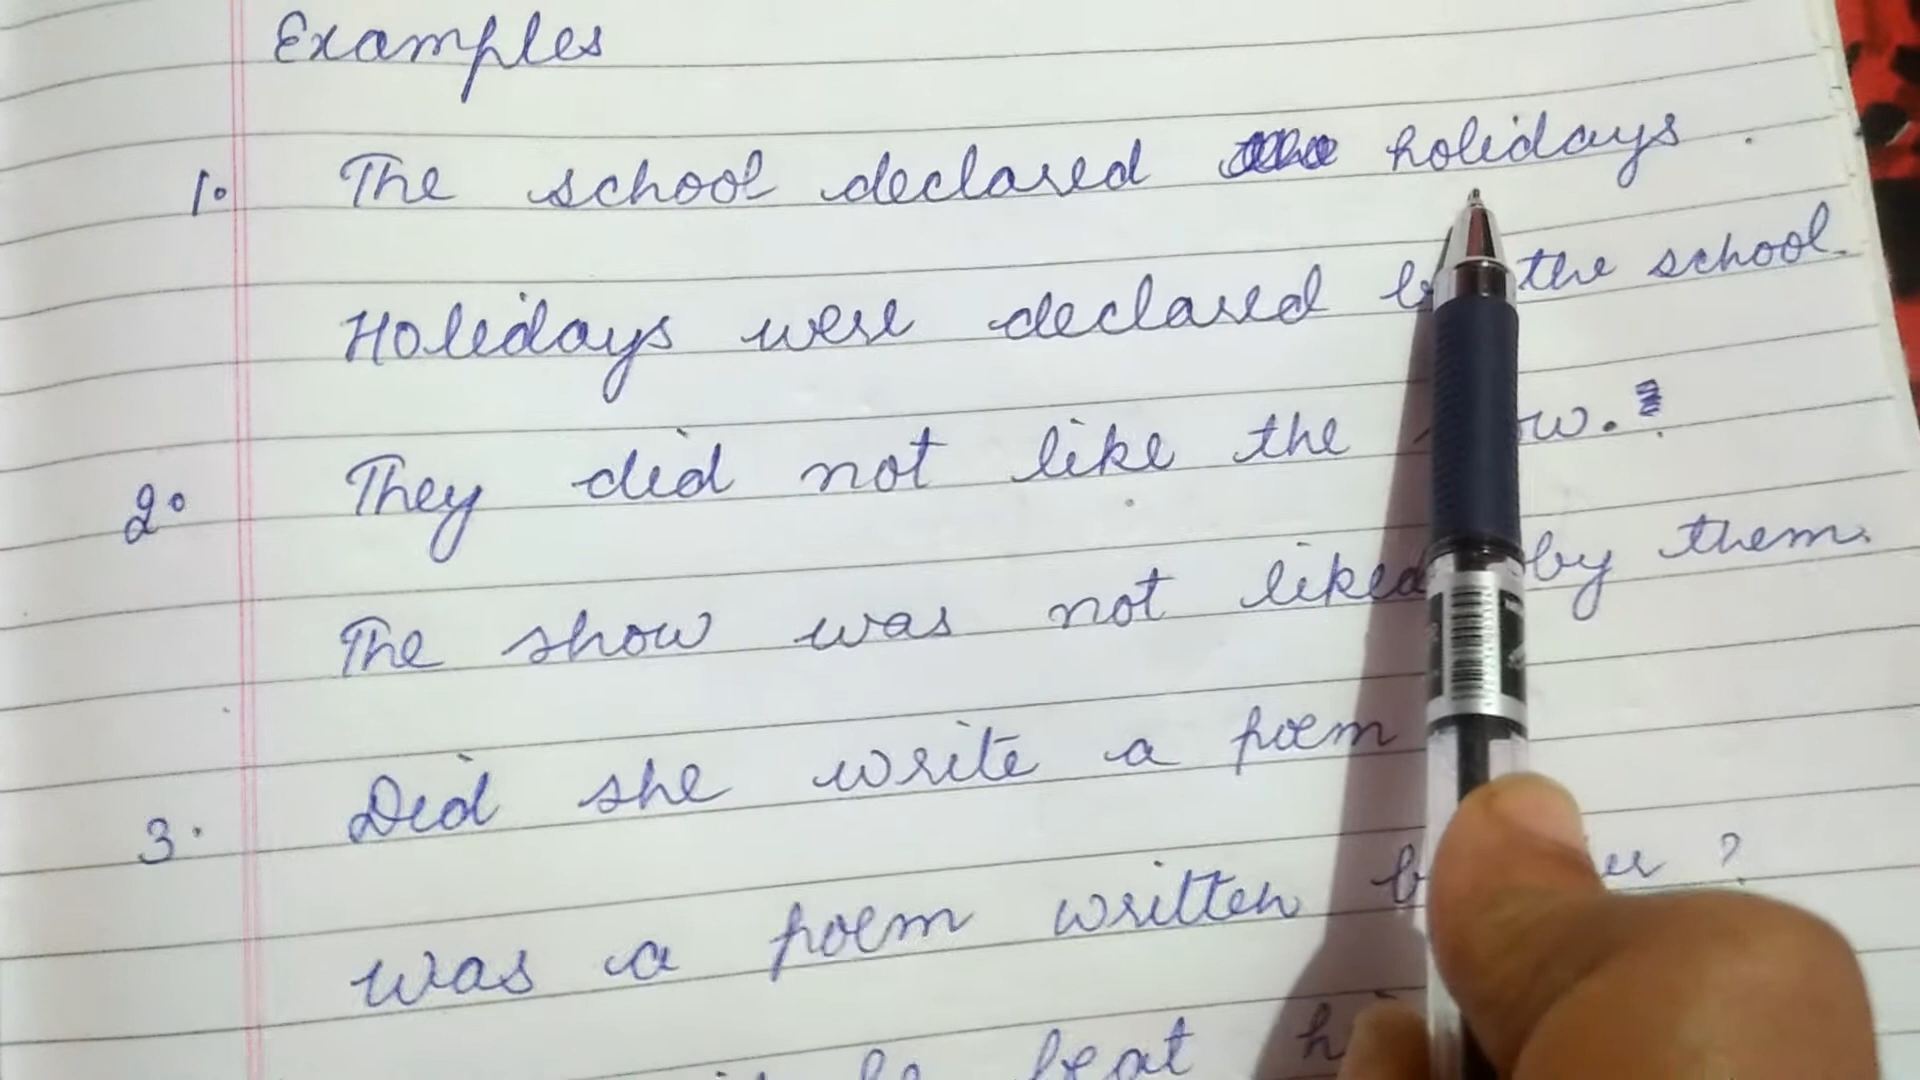 Examples
1. The school declared holidays.
Holidays were declared the school.
2. They did not like the
The show was not liked by them.
3. Did she write a poem
Was a poem written ?
beat